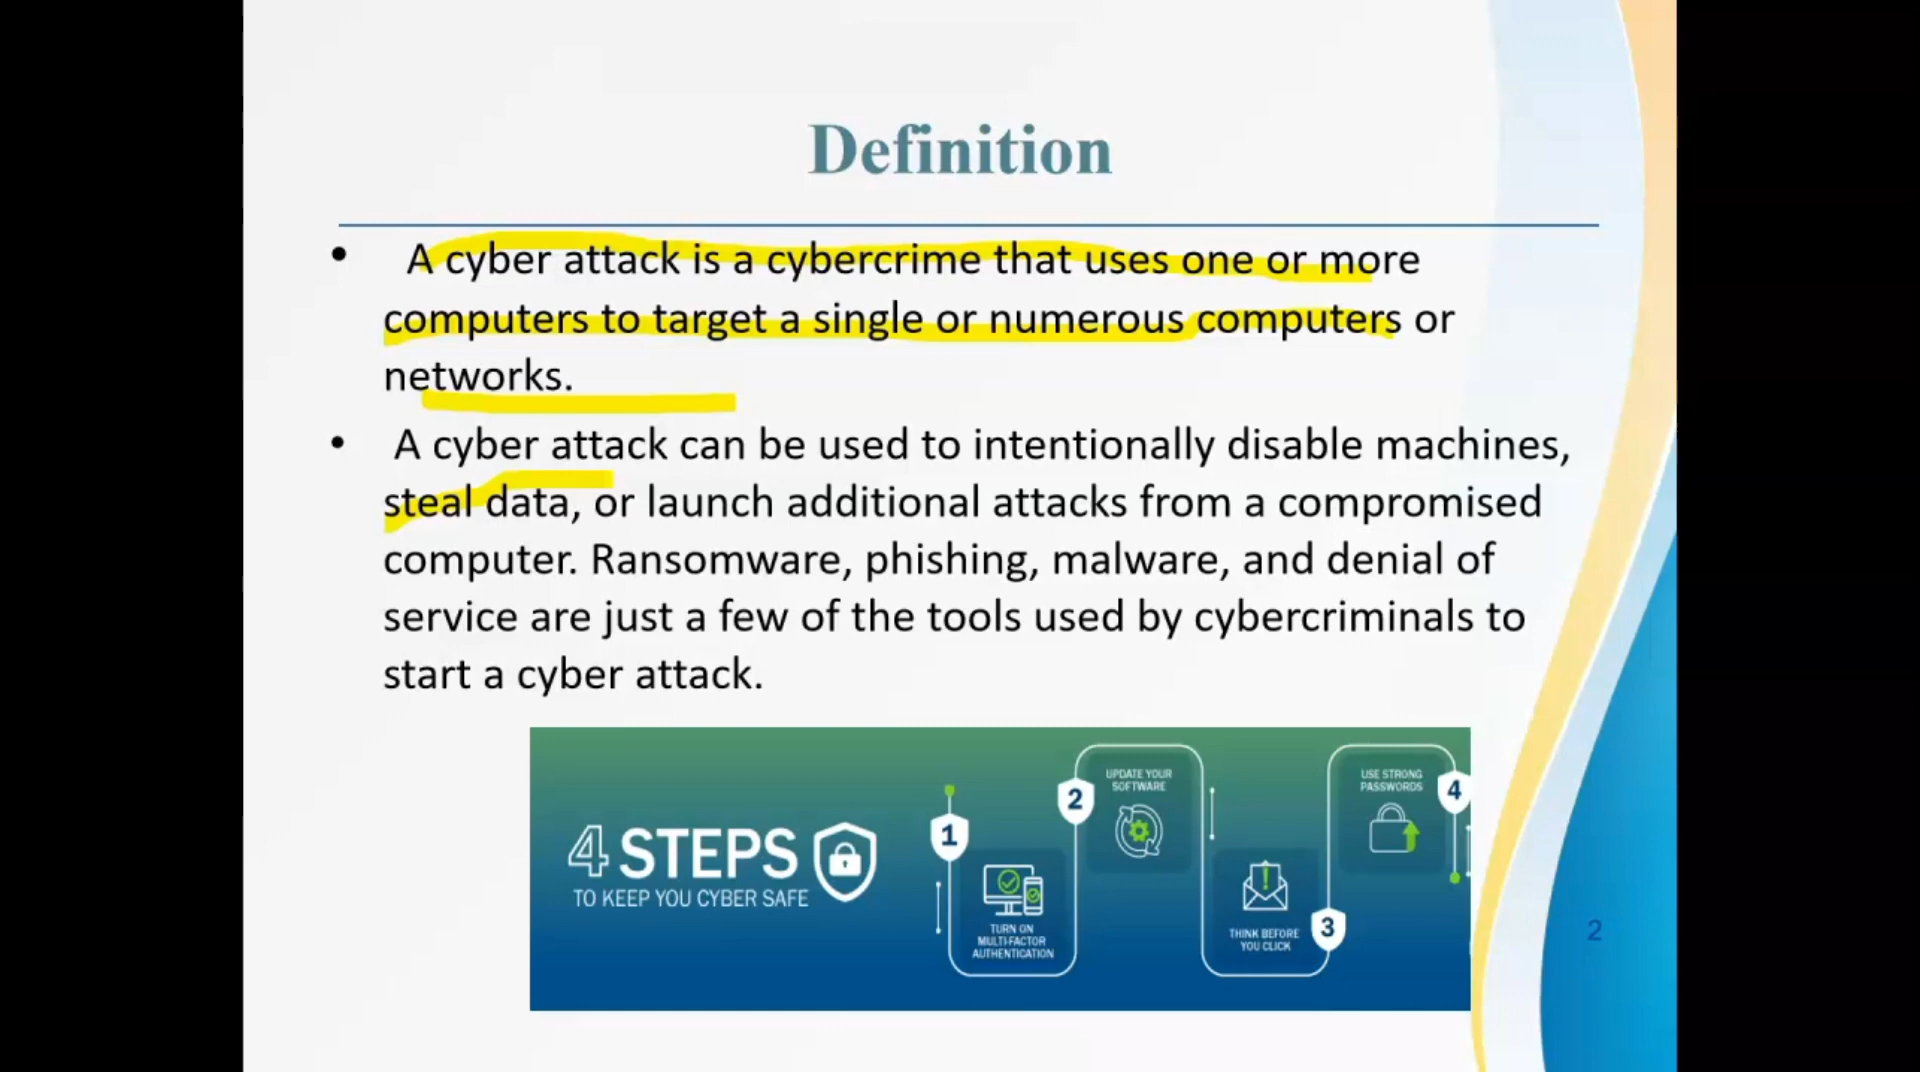 Definition
• A cyber attack is a cybercrime that uses one or more
computers to target a single or numerous computers or
networks.
• A cyber attack can be used to intentionally disable machines,
steal data, or launch additional attacks from a compromised
computer. Ransomware, phishing, malware, and denial of
service are just a few of the tools used by cybercriminals to
start a cyber attack.
4 STEPS
TO KEEP YOU CYBER SAFE
1
TURN ON
MULTI-FACTOR
AUTHENTICATION
2
UPDATE YOUR
SOFTWARE
3
THINK BEFORE
YOU CLICK
4
USE STRONG
PASSWORDS
2